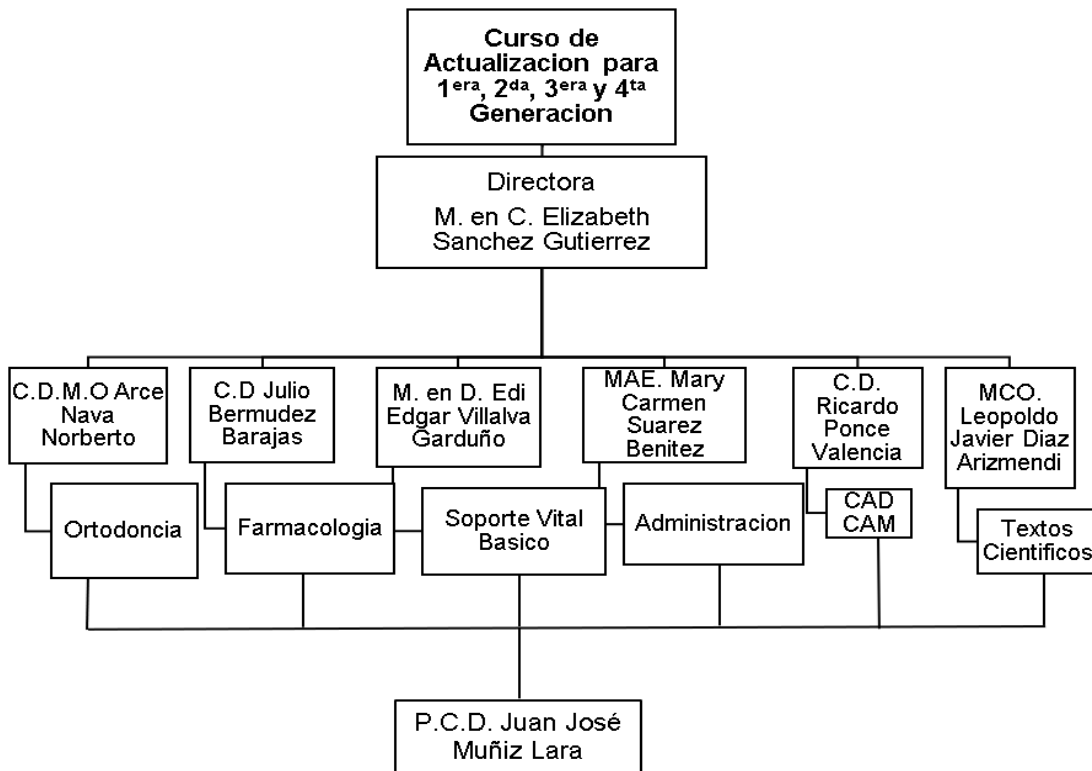 Curso de
Actualizacion para
1era, 2da, 3era y 4ta
Generacion
Directora
M. en C. Elizabeth
Sanchez Gutierrez
C.D.M.O Arce
Nava
Norberto
C.D Julio
Bermudez
Barajas
M. en D. Edi
Edgar Villalva
Garduño
MAE. Mary
Carmen
Suarez
Benitez
C.D.
Ricardo
Ponce
Valencia
MCO.
Leopoldo
Javier Diaz
Arizmendi
Ortodoncia
Farmacologia
Soporte Vital
Basico
Administracion
CAD
CAM
Textos
Cientificos
P.C.D. Juan José
Muñiz Lara